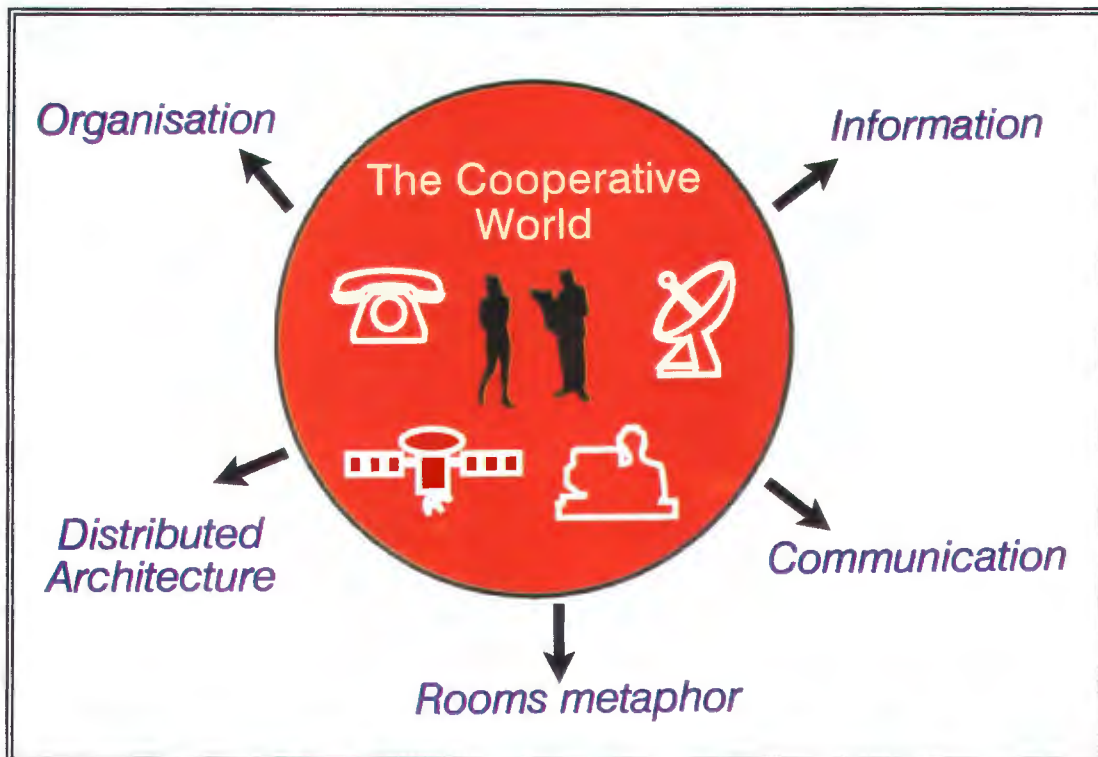 Organisation
Information
The Cooperative
World
Distributed
Architecture
Communication
Rooms metaphor